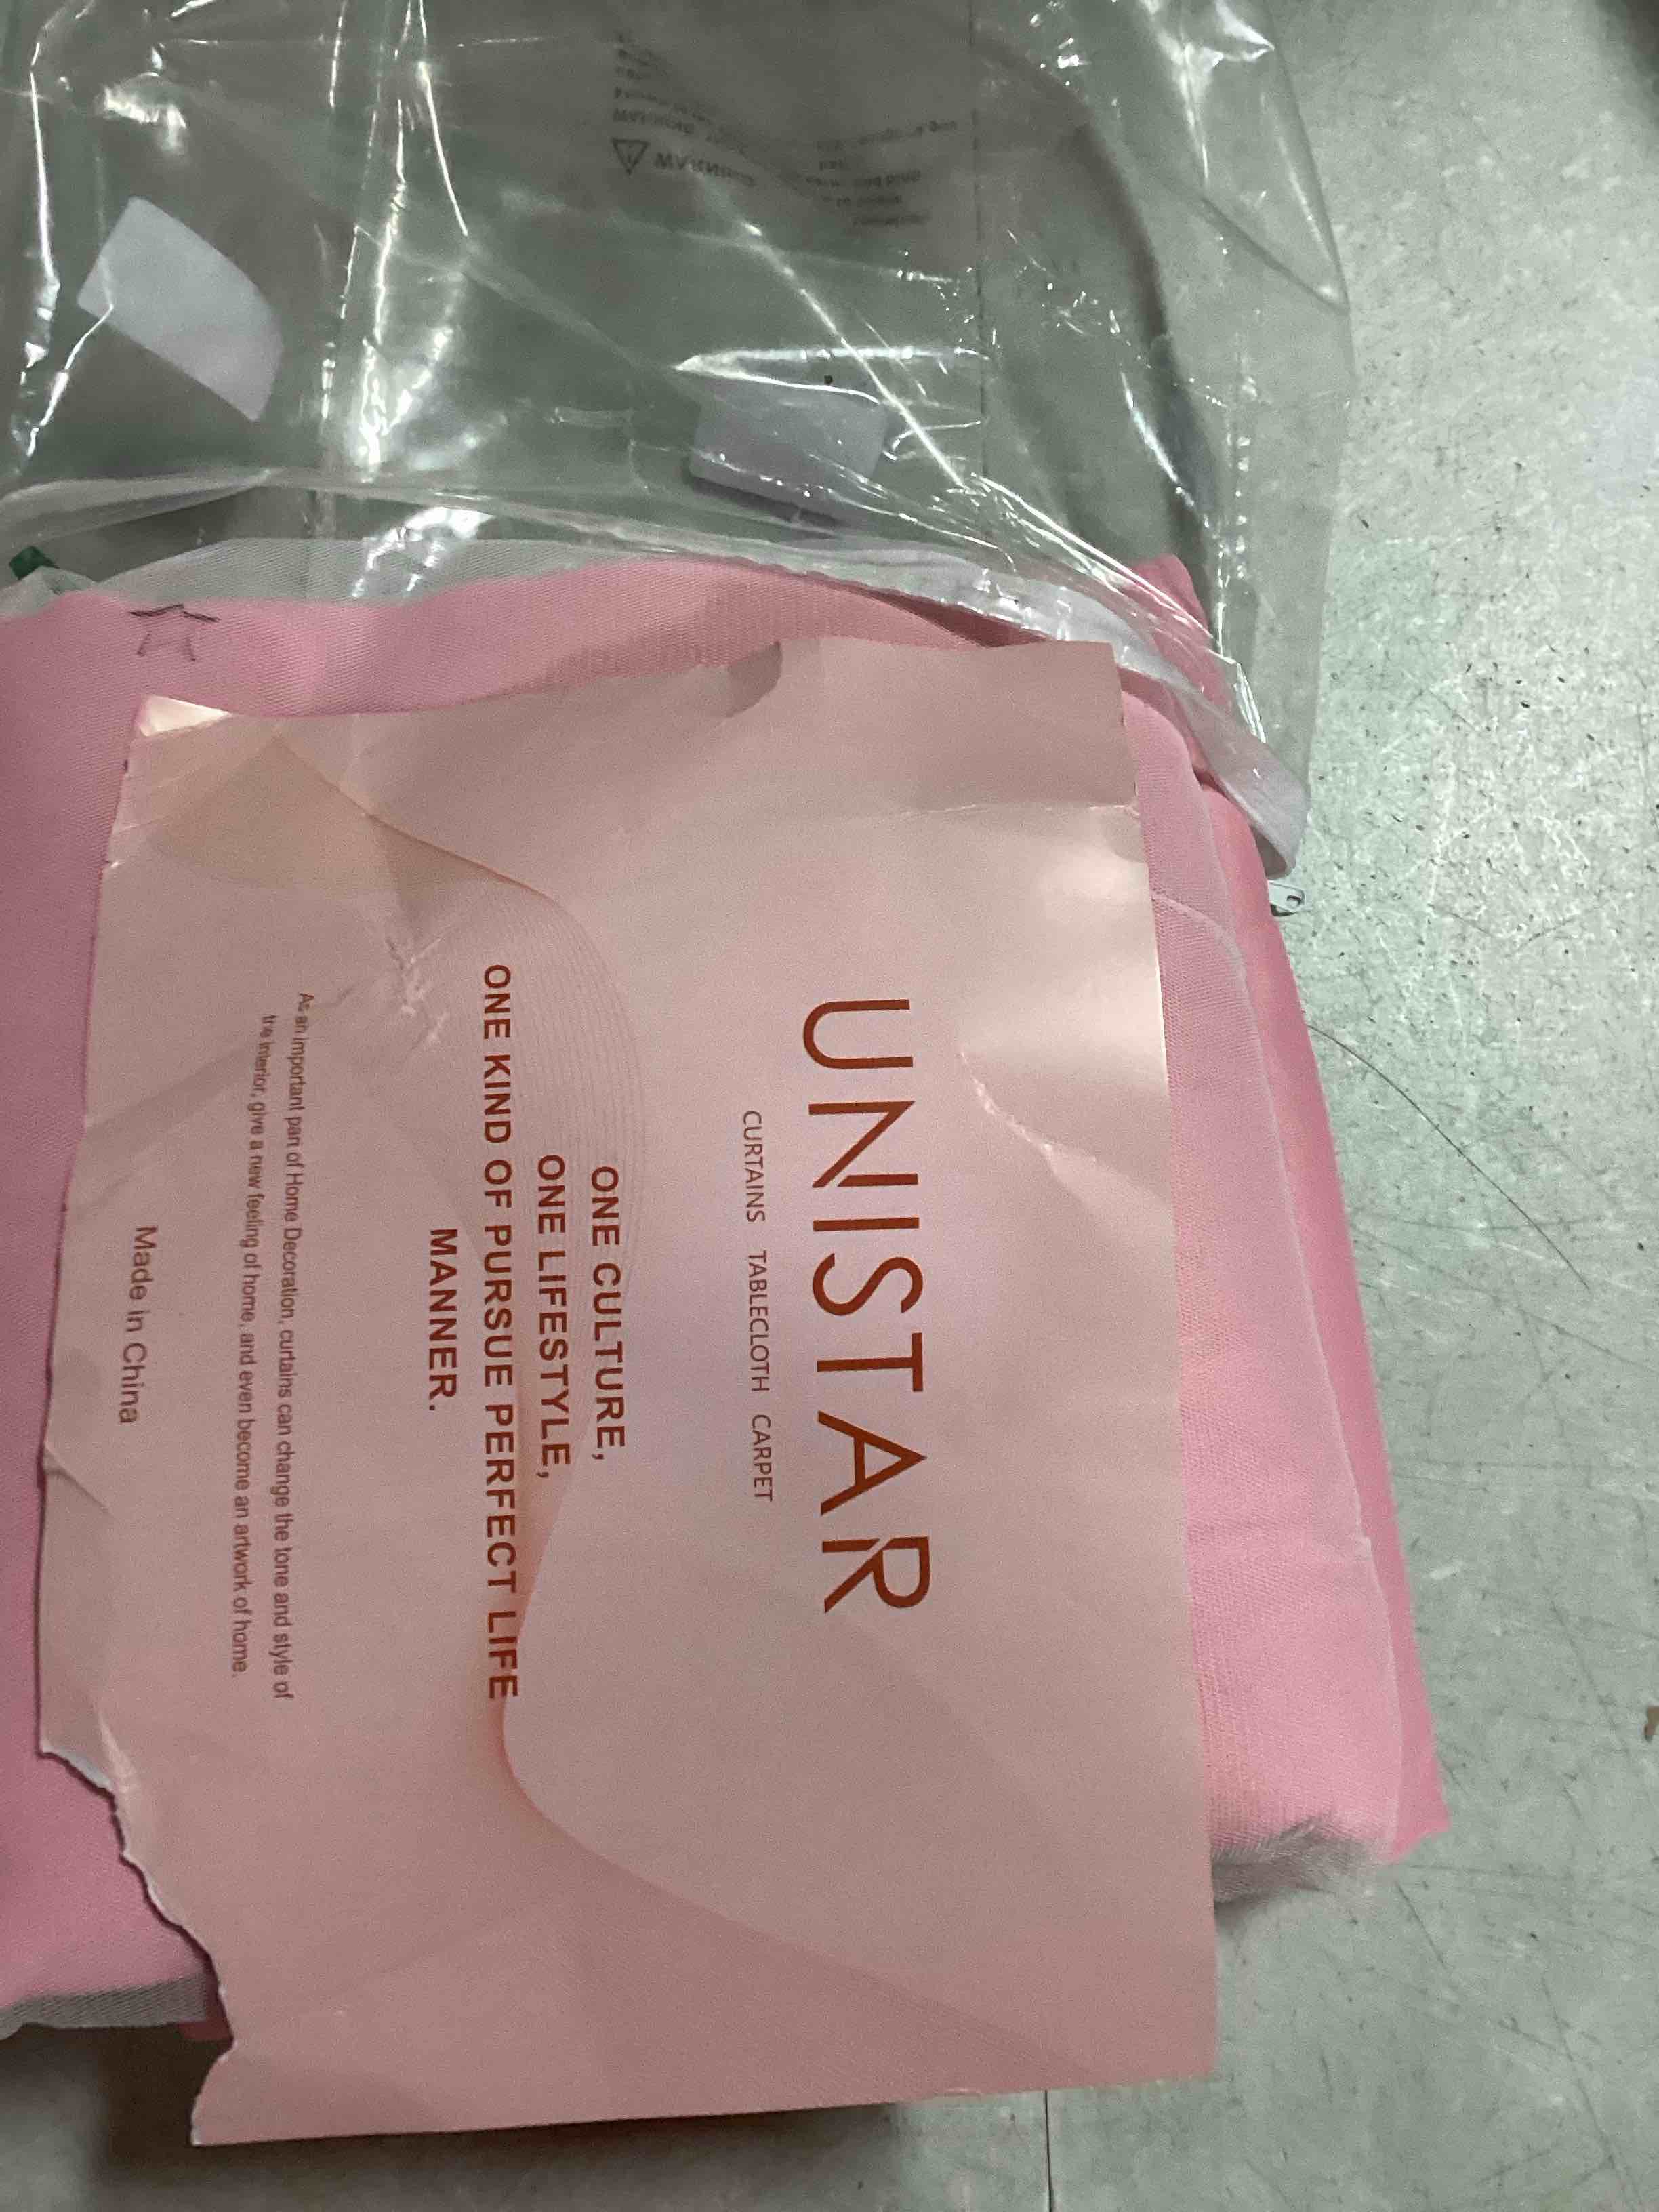 UNISTAR
CURTAINS TABLECLOTH CARPET
ONE CULTURE,
ONE LIFESTYLE,
ONE KIND OF PURSUE PERFECT LIFE
MANNER.
As an important part of Home Decoration, curtains can change the tone and style of
the interior, give a new feeling of home, and even become an artwork of home.
Made in China
WARNING